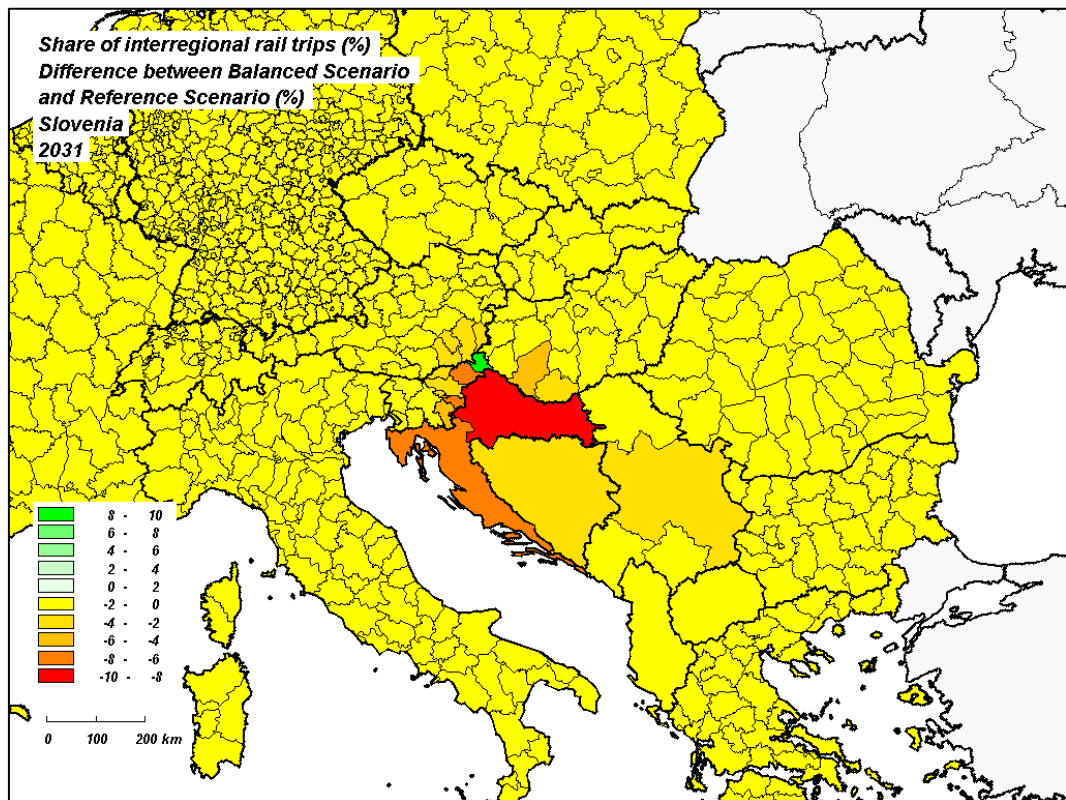 Share of interregional rail trips (%)
Difference between Balanced Scenario
and Reference Scenario (%)
Slovenia
2031
8 - 10
6 - 8
4 - 6
2 - 4
0 - 2
-2 - 0
-4 - -2
-6 - -4
-8 - -6
-10 - -8
0 100 200 km